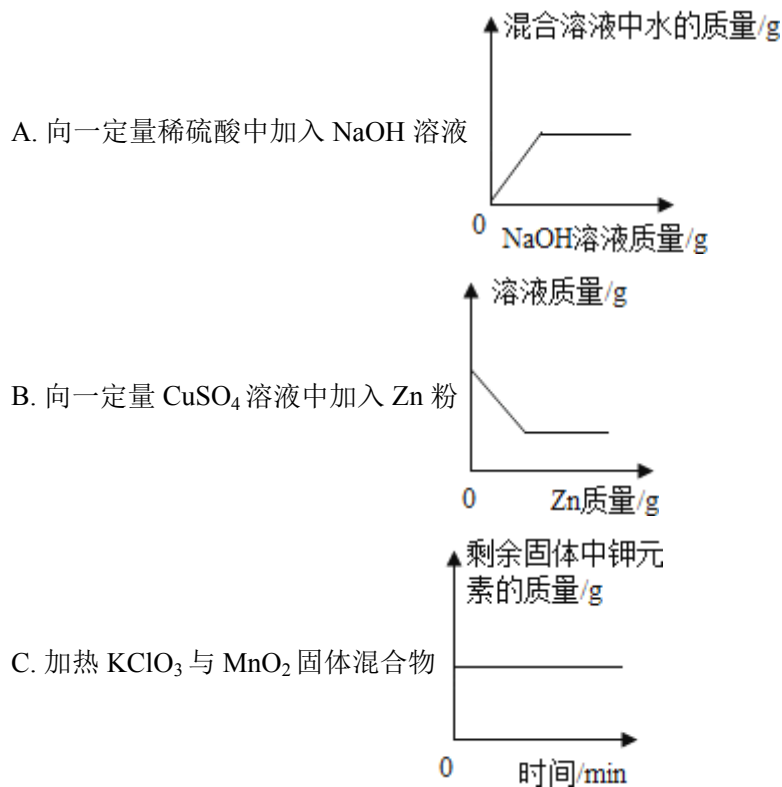 混合溶液中水的质量/g
A. 向一定量稀硫酸中加入 NaOH 溶液
0
NaOH溶液质量/g
溶液质量/g
B. 向一定量 CuSO₄ 溶液中加入 Zn 粉
0
Zn质量/g
剩余固体中钾元
素的质量/g
C. 加热 KClO₃ 与 MnO₂ 固体混合物
0
时间/min